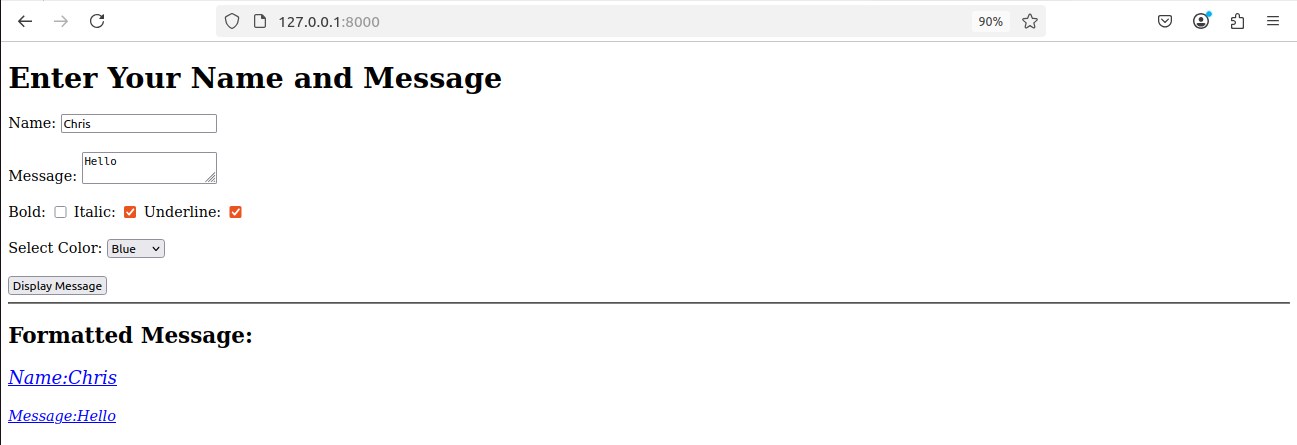 127.0.0.1:8000 90%
Enter Your Name and Message
Name: Chris
Message: Hello
Bold: Italic: Underline:
Select Color: Blue
Display Message
Formatted Message:
Name:Chris
Message:Hello